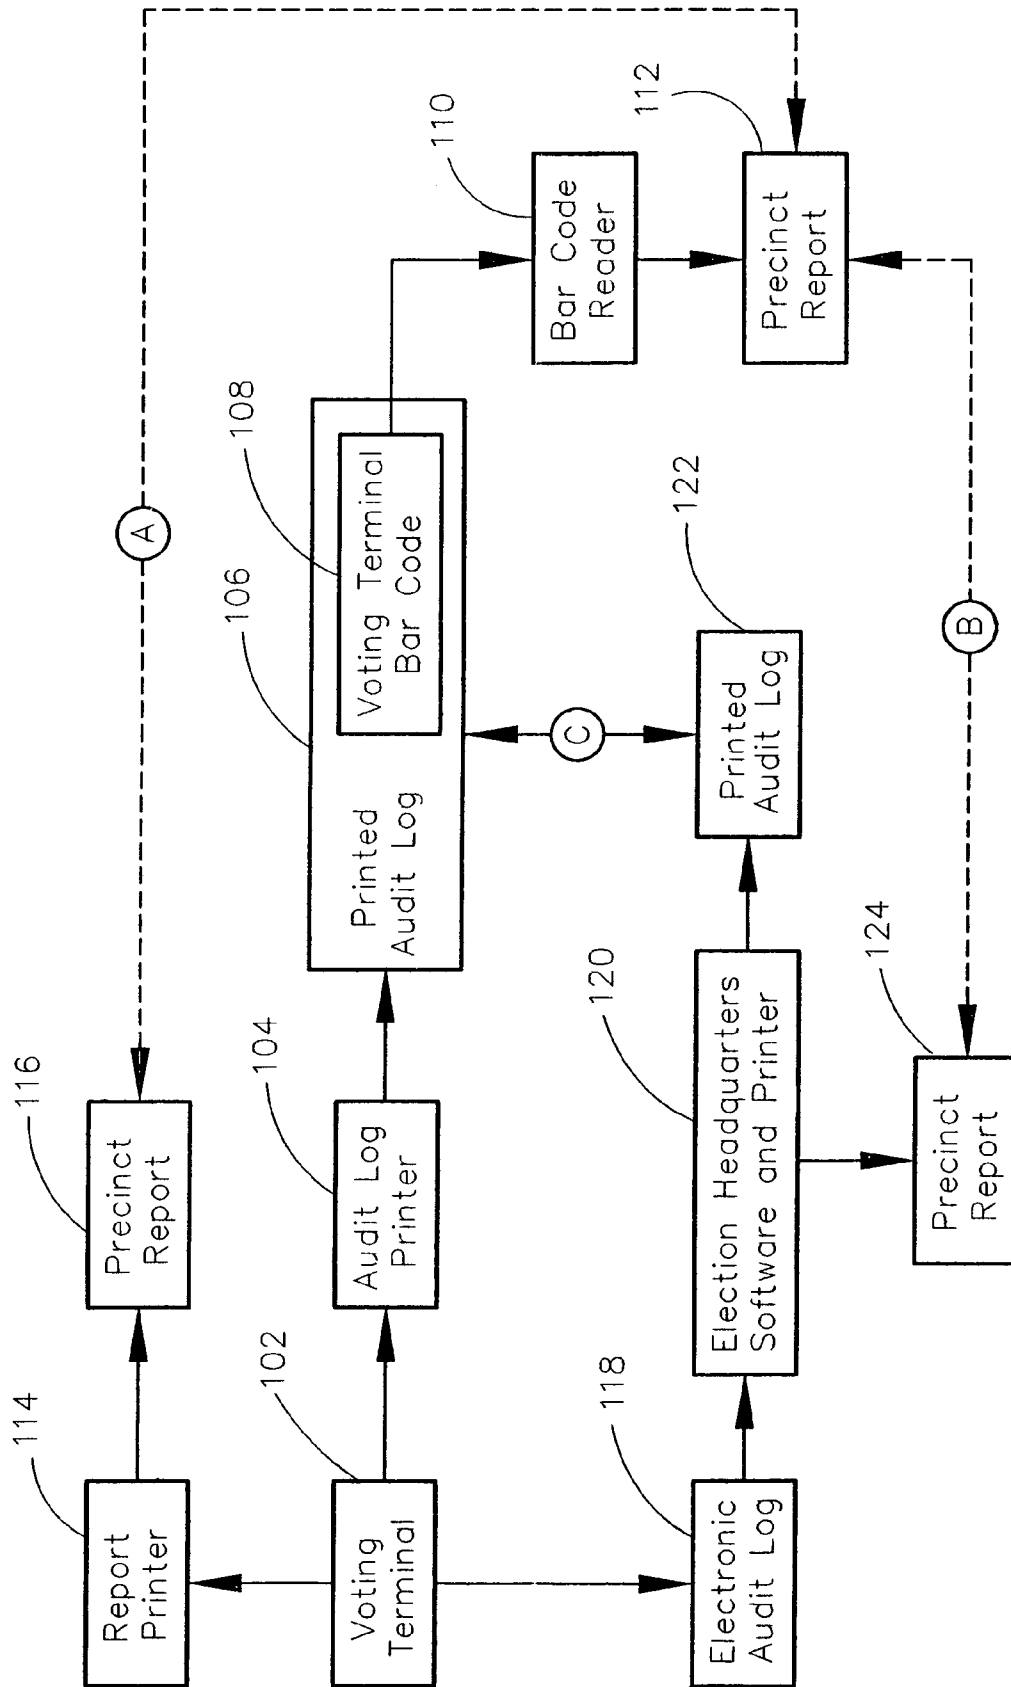 114
Report
Printer
116
Precinct
Report
A
102
Voting
Terminal
104
Audit Log
Printer
106
Printed
Audit Log
108
Voting Terminal
Bar Code
110
Bar Code
Reader
112
Precinct
Report
C
118
Electronic
Audit Log
120
Election Headquarters
Software and Printer
122
Printed
Audit Log
124
Precinct
Report
B